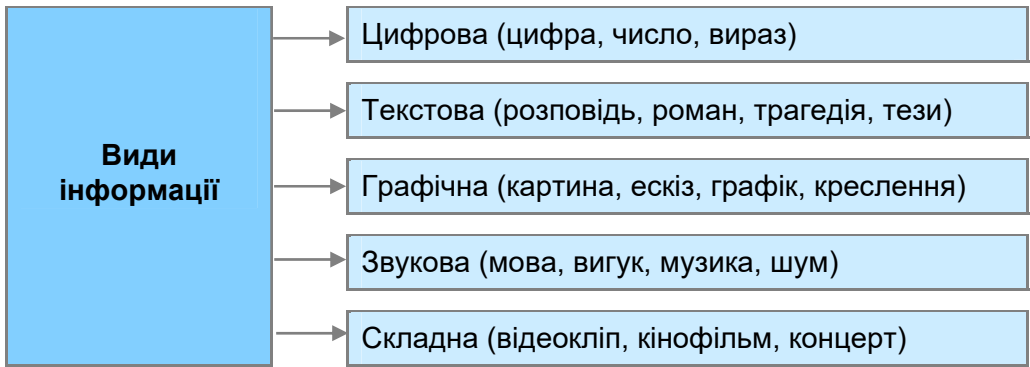 Види
інформації
Цифрова (цифра, число, вираз)
Текстова (розповідь, роман, трагедія, тези)
Графічна (картина, ескіз, графік, креслення)
Звукова (мова, вигук, музика, шум)
Складна (відеокліп, кінофільм, концерт)